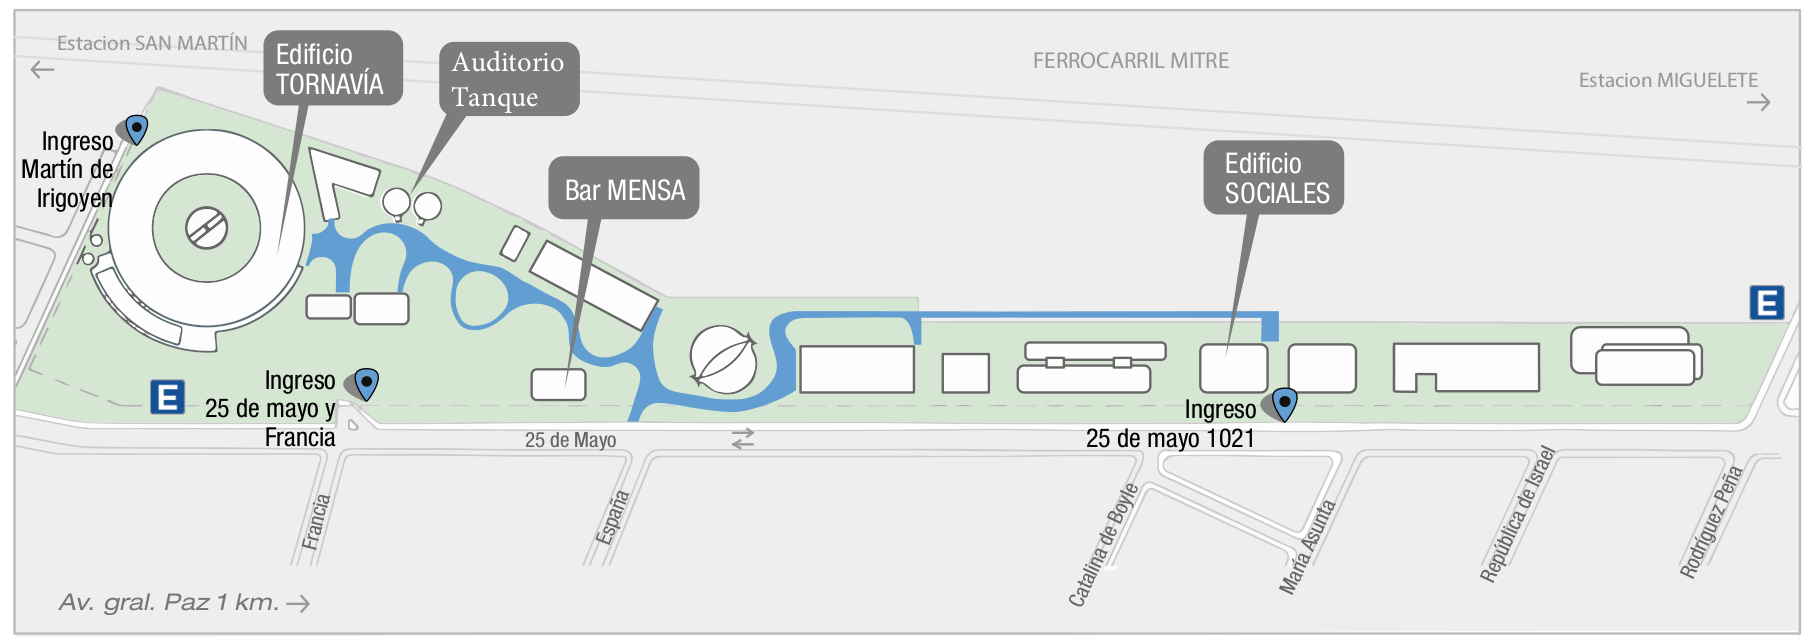 Estacion SAN MARTÍN
←
Edificio
TORNAVÍA
Auditorio
Tanque
FERROCARRIL MITRE
Estacion MIGUELETE
→
Ingreso
Martín de
Irigoyen
Bar MENSA
Edificio
SOCIALES
E
E
Ingreso
25 de mayo y
Francia
Ingreso
25 de mayo 1021
25 de Mayo
Francia
España
Catalina de Boyle
María Asunta
República de Israel
Rodríguez Peña
Av. gral. Paz 1 km. →